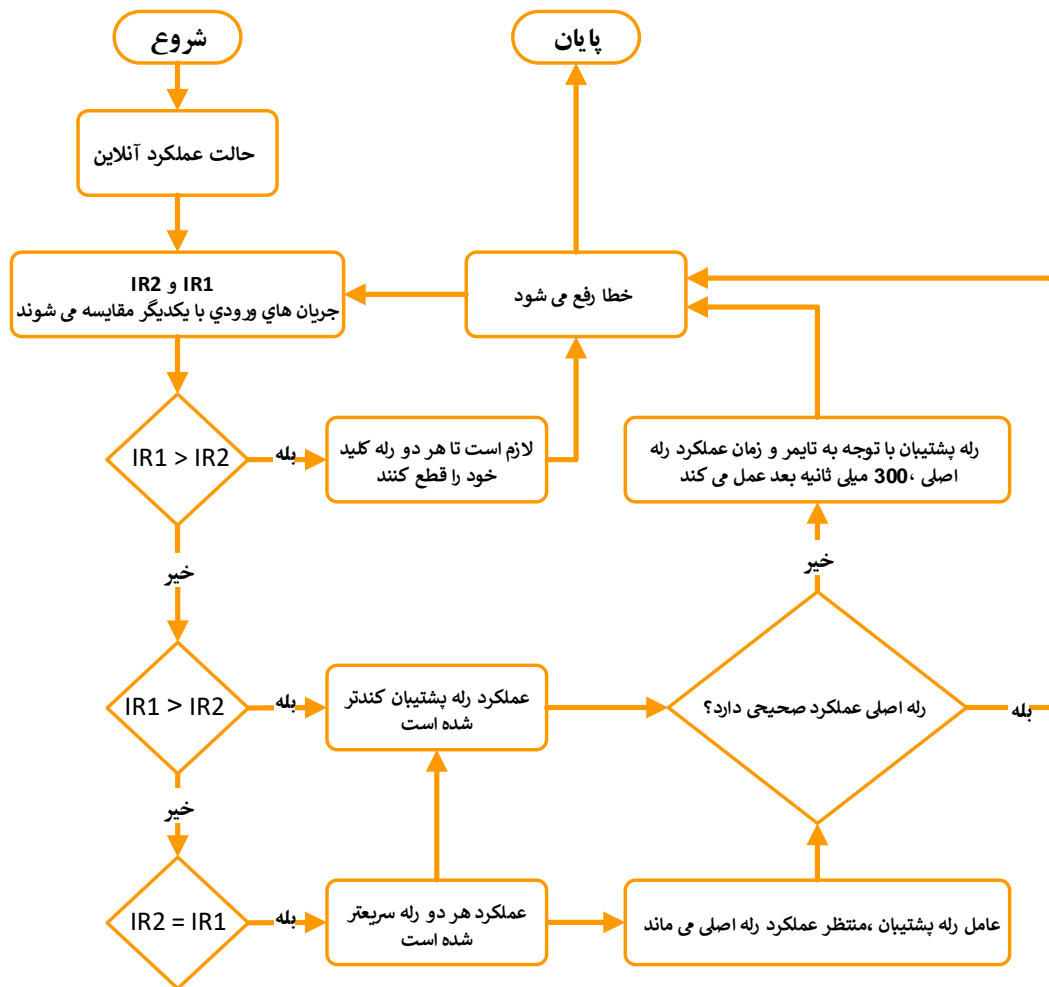 شروع
پایان
حالت عملکرد آنلاین
IR1 و IR2
جریان هاي ورودي با یکدیگر مقایسه می شوند
خطا رفع می شود
IR1 > IR2
بله
لازم است تا هر دو رله کلید
خود را قطع کنند
رله پشتیبان با توجه به تایمر و زمان عملکرد رله
اصلی ،300 میلی ثانیه بعد عمل می کند
خیر
خیر
IR1 > IR2
بله
عملکرد رله پشتیبان کندتر
شده است
رله اصلی عملکرد صحیحی دارد؟
بله
خیر
IR2 = IR1
بله
عملکرد هر دو رله سریعتر
شده است
عامل رله پشتیبان ،منتظر عملکرد رله اصلی می ماند